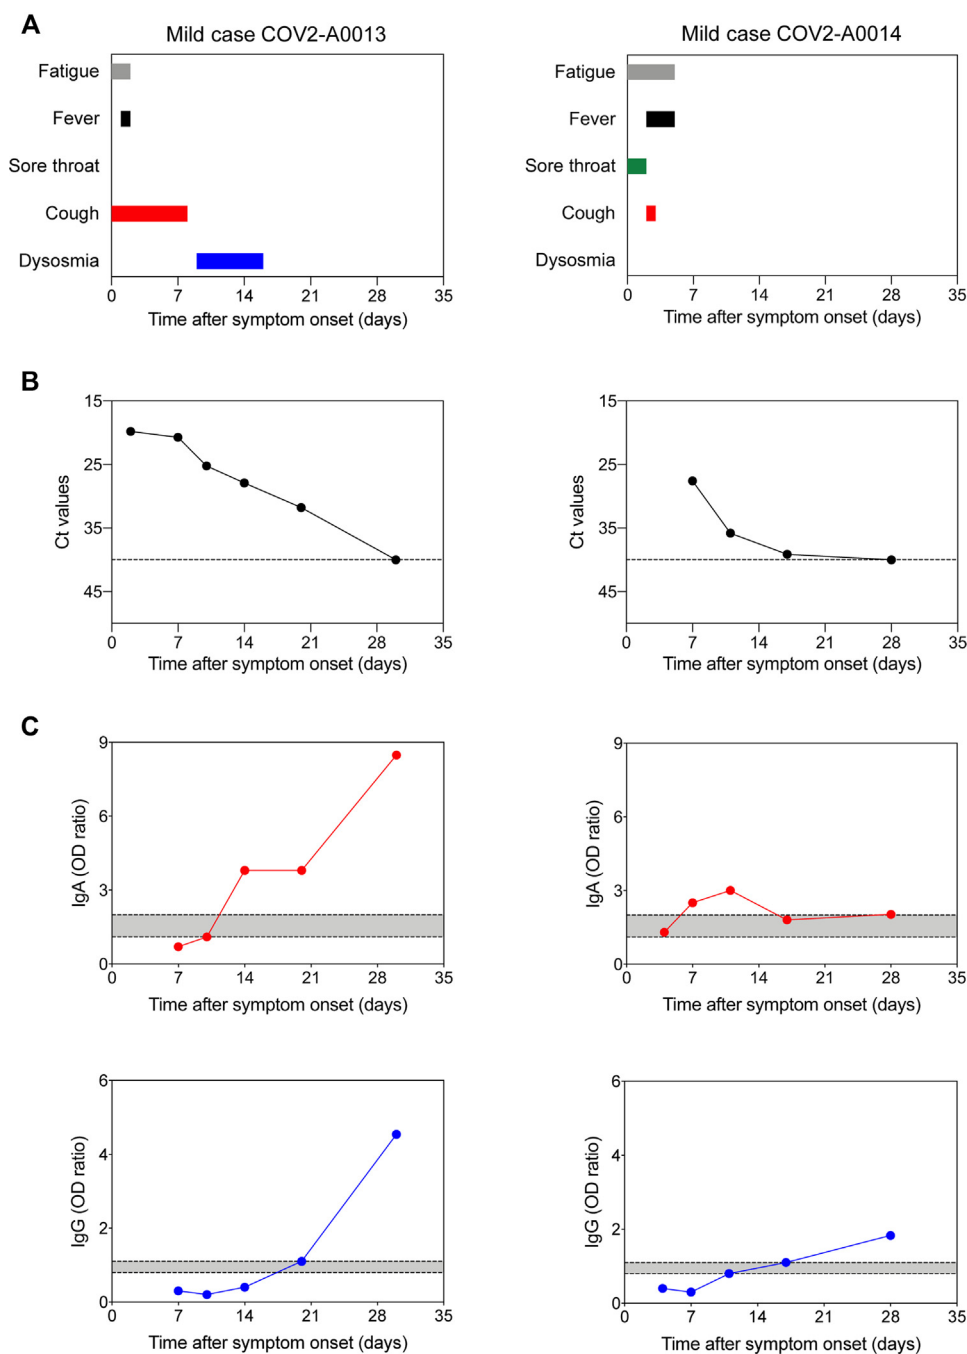 A
Mild case COV2-A0013
Fatigue
Fever
Sore throat
Cough
Dysosmia
0 7 14 21 28 35
Time after symptom onset (days)
Mild case COV2-A0014
Fatigue
Fever
Sore throat
Cough
Dysosmia
0 7 14 21 28 35
Time after symptom onset (days)
B
Ct values
15
25
35
45
0 7 14 21 28 35
Time after symptom onset (days)
Ct values
15
25
35
45
0 7 14 21 28 35
Time after symptom onset (days)
C
IgA (OD ratio)
9
6
3
0
0 7 14 21 28 35
Time after symptom onset (days)
IgA (OD ratio)
9
6
3
0
0 7 14 21 28 35
Time after symptom onset (days)
IgG (OD ratio)
6
4
2
0
0 7 14 21 28 35
Time after symptom onset (days)
IgG (OD ratio)
6
4
2
0
0 7 14 21 28 35
Time after symptom onset (days)